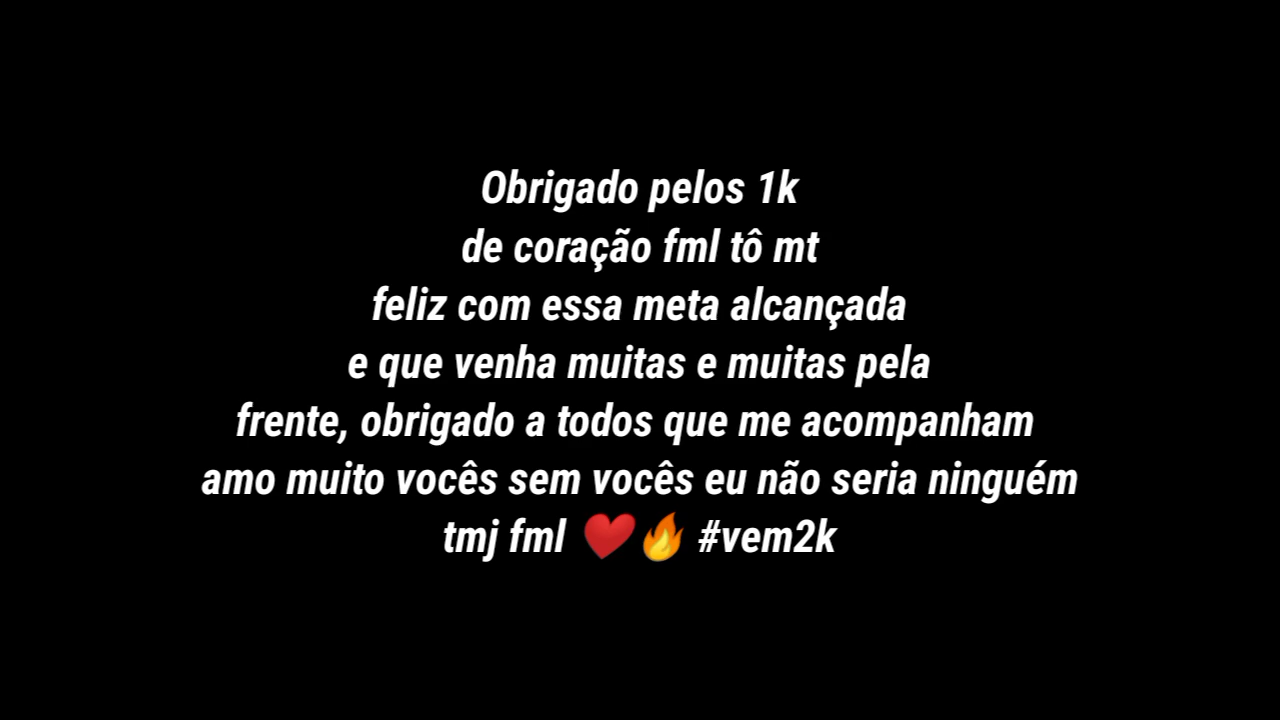 Obrigado pelos 1k
de coração fml tô mt
feliz com essa meta alcançada
e que venha muitas e muitas pela
frente, obrigado a todos que me acompanham
amo muito vocês sem vocês eu não seria ninguém
tmj fml ❤️🔥 #vem2k